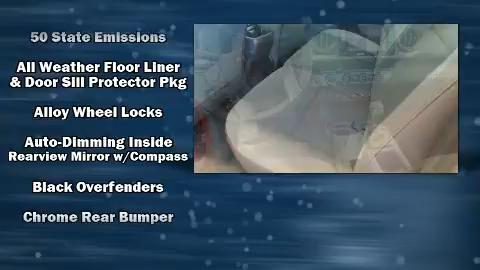 50 State Emissions
All Weather Floor Liner
& Door Sill Protector Pkg
Alloy Wheel Locks
Auto-Dimming Inside
Rearview Mirror w/Compass
Black Overfenders
Chrome Rear Bumper